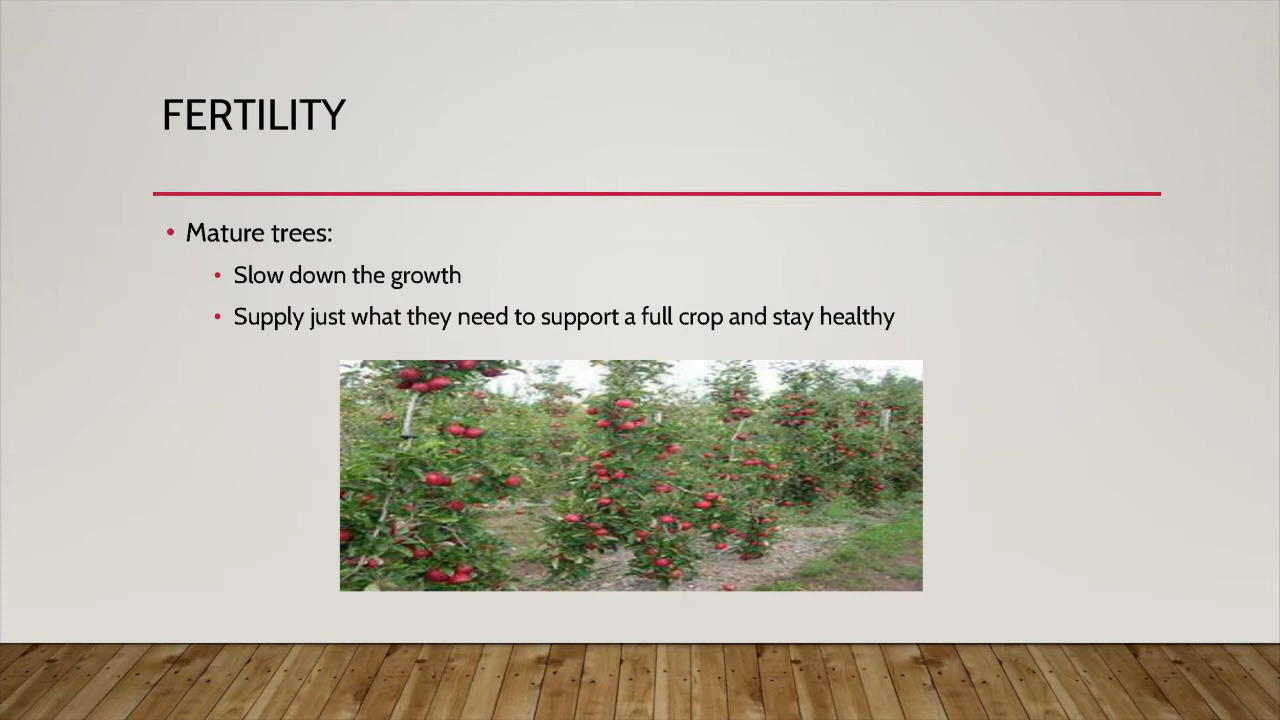 FERTILITY
• Mature trees:
• Slow down the growth
• Supply just what they need to support a full crop and stay healthy